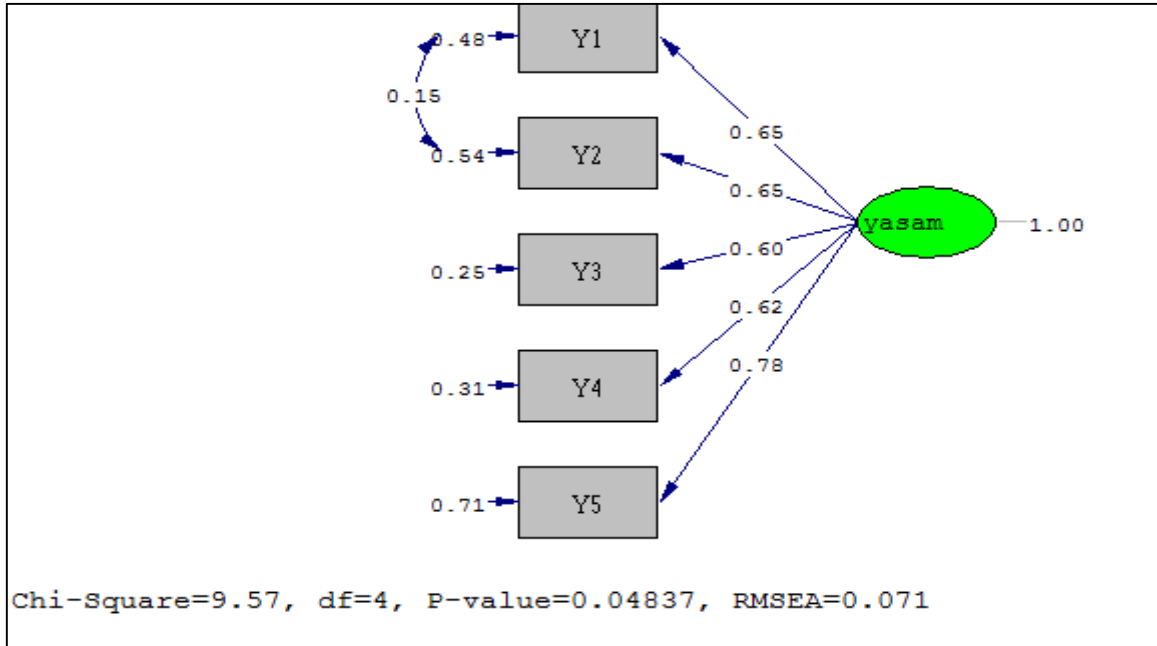 0.48
Y1
0.15
0.65
0.54
Y2
0.65
yasam
1.00
0.60
0.25
Y3
0.62
0.31
Y4
0.78
0.71
Y5
Chi-Square=9.57, df=4, P-value=0.04837, RMSEA=0.071